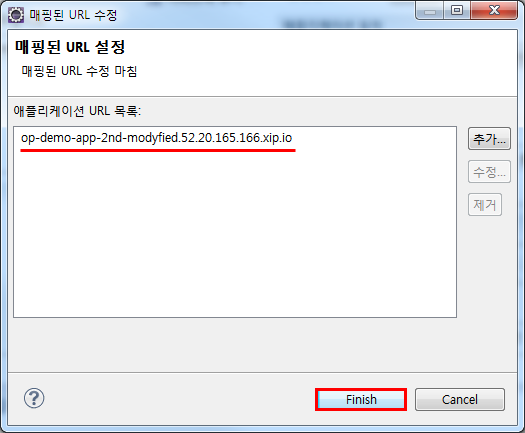 매핑된 URL 수정
매핑된 URL 설정
매핑된 URL 수정 마침
애플리케이션 URL 목록:
op-demo-app-2nd-modyfied.52.20.165.166.xip.io
추가...
수정...
제거
?
Finish
Cancel